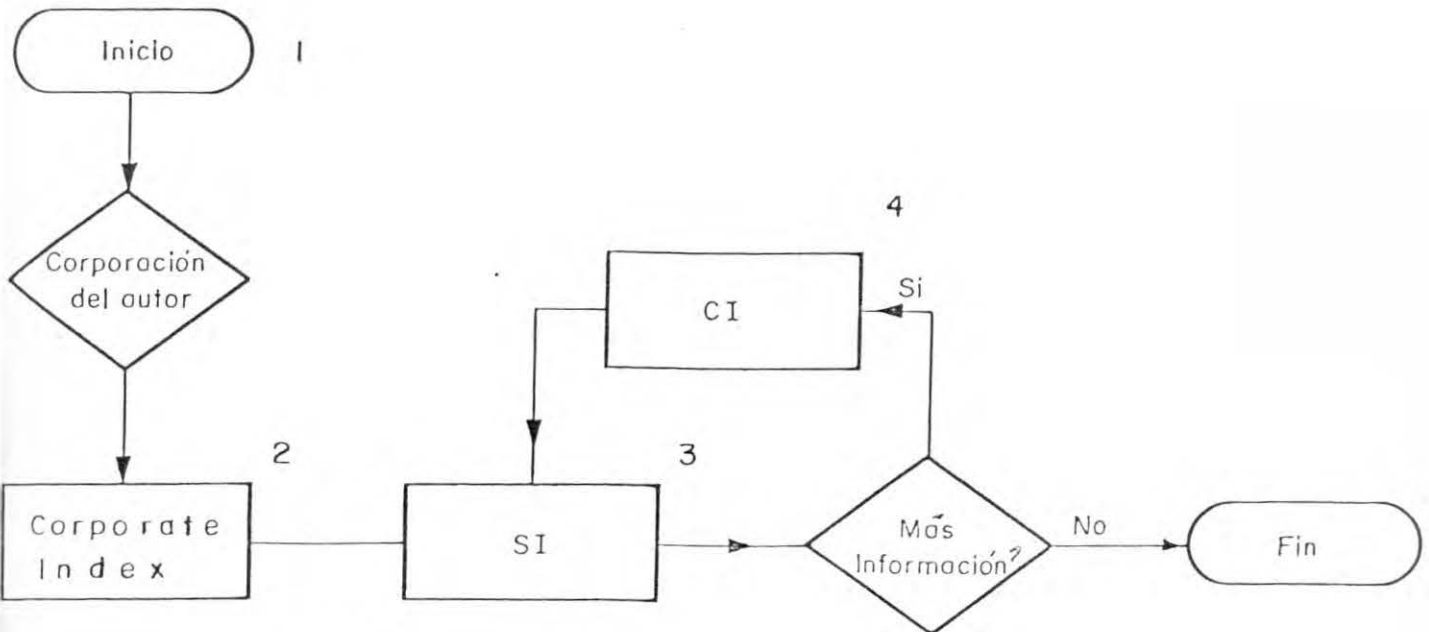 Inicio
1
Corporación
del autor
4
CI
Si
2
Corporate
Index
3
SI
Más
Información?
No
Fin